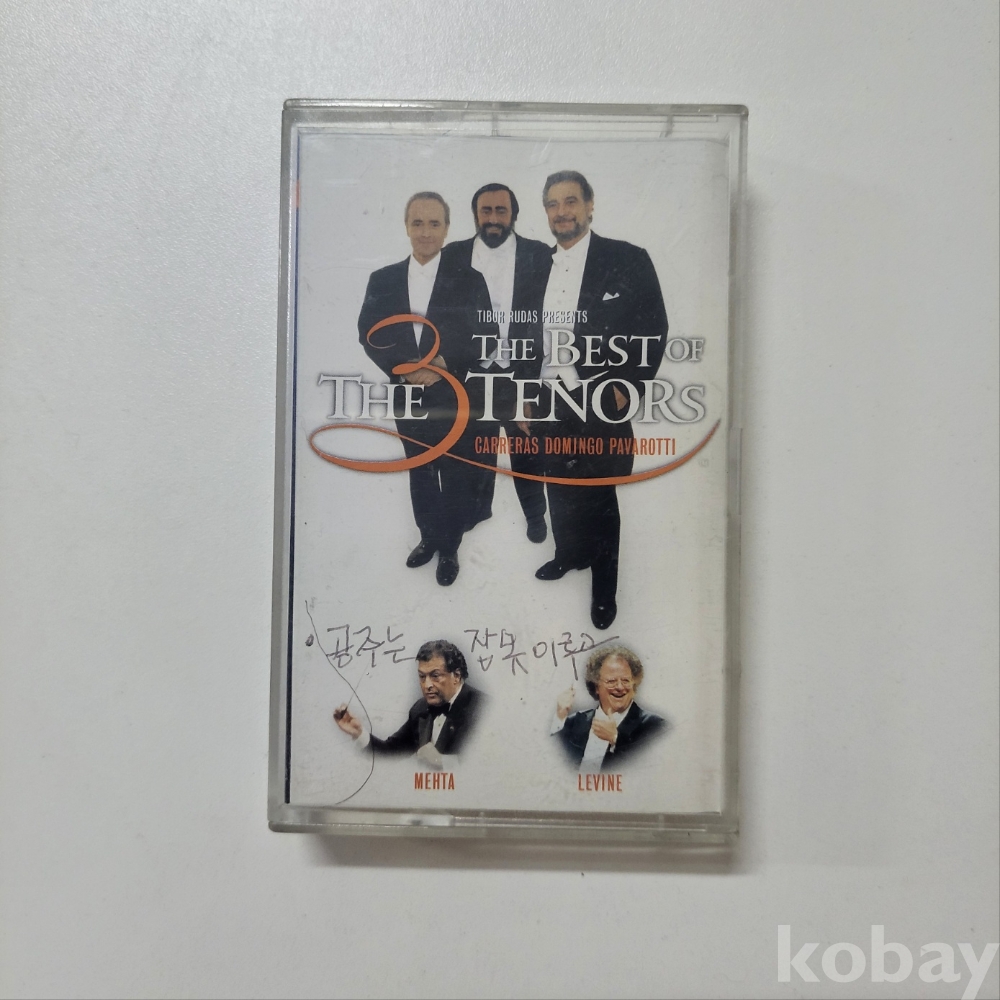 TIBOR RUDAS PRESENTS
THE BEST OF
THE 3 TENORS
CARRERAS DOMINGO PAVAROTTI
공주는 잠못이루고
MEHTA LEVINE
kobay